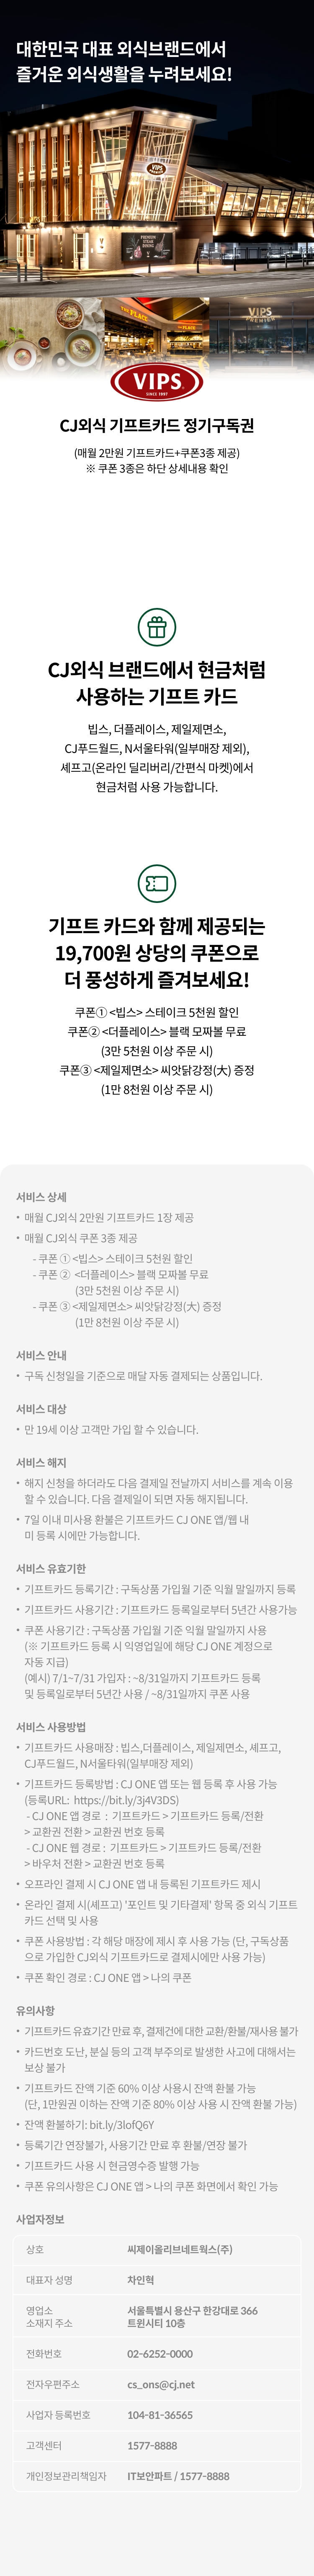 대한민국 대표 외식브랜드에서
즐거운 외식생활을 누려보세요!
VIPS
PREMIUM
STEAK
DINING
THE PLACE
THE PLACE
VIPS
PREMIER
VIPS
SINCE 1997
CJ외식 기프트카드 정기구독권
(매월 2만원 기프트카드+쿠폰3종 제공)
※ 쿠폰 3종은 하단 상세내용 확인
CJ외식 브랜드에서 현금처럼
사용하는 기프트 카드
빕스, 더플레이스, 제일제면소,
CJ푸드월드, N서울타워(일부매장 제외),
셰프고(온라인 딜리버리/간편식 마켓)에서
현금처럼 사용 가능합니다.
기프트 카드와 함께 제공되는
19,700원 상당의 쿠폰으로
더 풍성하게 즐겨보세요!
쿠폰① <빕스> 스테이크 5천원 할인
쿠폰② <더플레이스> 블랙 모짜볼 무료
(3만 5천원 이상 주문 시)
쿠폰③ <제일제면소> 씨앗닭강정(大) 증정
(1만 8천원 이상 주문 시)
서비스 상세
• 매월 CJ외식 2만원 기프트카드 1장 제공
• 매월 CJ외식 쿠폰 3종 제공
- 쿠폰 ① <빕스> 스테이크 5천원 할인
- 쿠폰 ② <더플레이스> 블랙 모짜볼 무료
(3만 5천원 이상 주문 시)
- 쿠폰 ③ <제일제면소> 씨앗닭강정(大) 증정
(1만 8천원 이상 주문 시)
서비스 안내
• 구독 신청일을 기준으로 매달 자동 결제되는 상품입니다.
서비스 대상
• 만 19세 이상 고객만 가입 할 수 있습니다.
서비스 해지
• 해지 신청을 하더라도 다음 결제일 전날까지 서비스를 계속 이용
할 수 있습니다. 다음 결제일이 되면 자동 해지됩니다.
• 7일 이내 미사용 환불은 기프트카드 CJ ONE 앱/웹 내
미 등록 시에만 가능합니다.
서비스 유효기한
• 기프트카드 등록기간 : 구독상품 가입월 기준 익월 말일까지 등록
• 기프트카드 사용기간 : 기프트카드 등록일로부터 5년간 사용가능
• 쿠폰 사용기간 : 구독상품 가입월 기준 익월 말일까지 사용
(※ 기프트카드 등록 시 익영업일에 해당 CJ ONE 계정으로
자동 지급)
(예시) 7/1~7/31 가입자 : ~8/31일까지 기프트카드 등록
및 등록일로부터 5년간 사용 / ~8/31일까지 쿠폰 사용
서비스 사용방법
• 기프트카드 사용매장 : 빕스,더플레이스, 제일제면소, 셰프고,
CJ푸드월드, N서울타워(일부매장 제외)
• 기프트카드 등록방법 : CJ ONE 앱 또는 웹 등록 후 사용 가능
(등록URL: https://bit.ly/3j4V3DS)
- CJ ONE 앱 경로 : 기프트카드 > 기프트카드 등록/전환
> 교환권 전환 > 교환권 번호 등록
- CJ ONE 웹 경로 : 기프트카드 > 기프트카드 등록/전환
> 바우처 전환 > 교환권 번호 등록
• 오프라인 결제 시 CJ ONE 앱 내 등록된 기프트카드 제시
• 온라인 결제 시(셰프고) '포인트 및 기타결제' 항목 중 외식 기프트
카드 선택 및 사용
• 쿠폰 사용방법 : 각 해당 매장에 제시 후 사용 가능 (단, 구독상품
으로 가입한 CJ외식 기프트카드로 결제시에만 사용 가능)
• 쿠폰 확인 경로 : CJ ONE 앱 > 나의 쿠폰
유의사항
• 기프트카드 유효기간 만료 후, 결제건에 대한 교환/환불/재사용 불가
• 카드번호 도난, 분실 등의 고객 부주의로 발생한 사고에 대해서는
보상 불가
• 기프트카드 잔액 기준 60% 이상 사용시 잔액 환불 가능
(단, 1만원권 이하는 잔액 기준 80% 이상 사용 시 잔액 환불 가능)
• 잔액 환불하기: bit.ly/3lofQ6Y
• 등록기간 연장불가, 사용기간 만료 후 환불/연장 불가
• 기프트카드 사용 시 현금영수증 발행 가능
• 쿠폰 유의사항은 CJ ONE 앱 > 나의 쿠폰 화면에서 확인 가능
사업자정보
상호 씨제이올리브네트웍스(주)
대표자 성명 차인혁
영업소 서울특별시 용산구 한강대로 366
소재지 주소 트윈시티 10층
전화번호 02-6252-0000
전자우편주소 cs_ons@cj.net
사업자 등록번호 104-81-36565
고객센터 1577-8888
개인정보관리책임자 IT보안파트 / 1577-8888